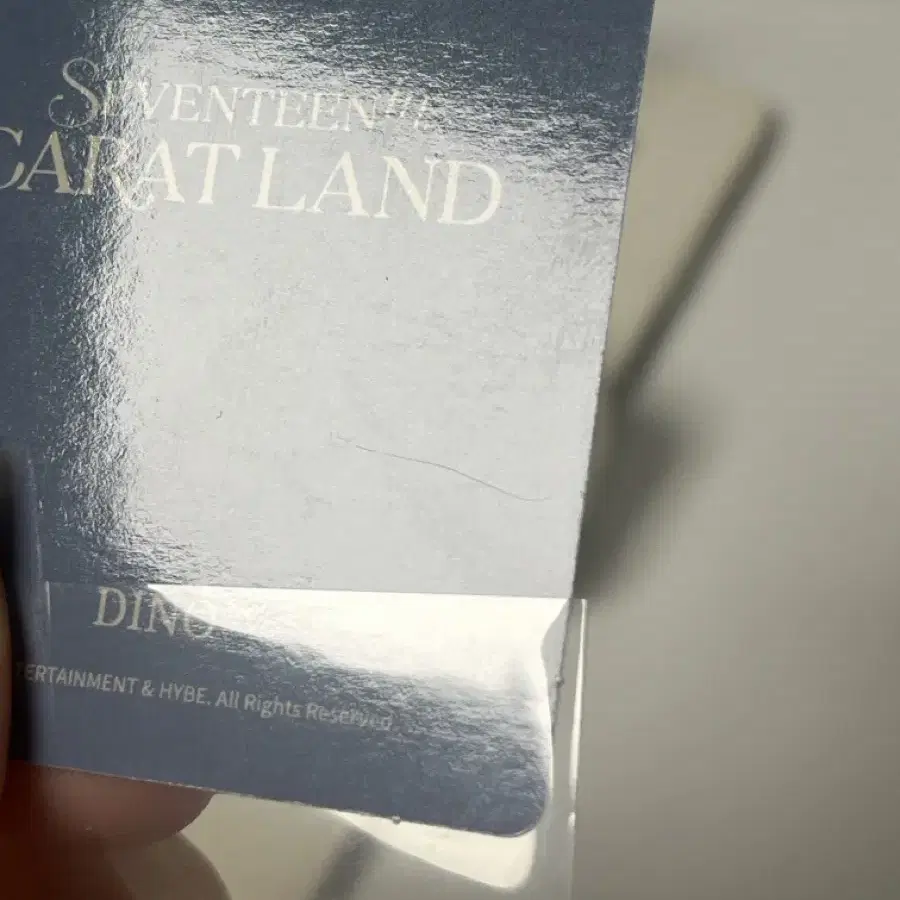 SEVENTEEN
CARAT LAND
DINO
TERTAINMENT & HYBE. All Rights Reserved